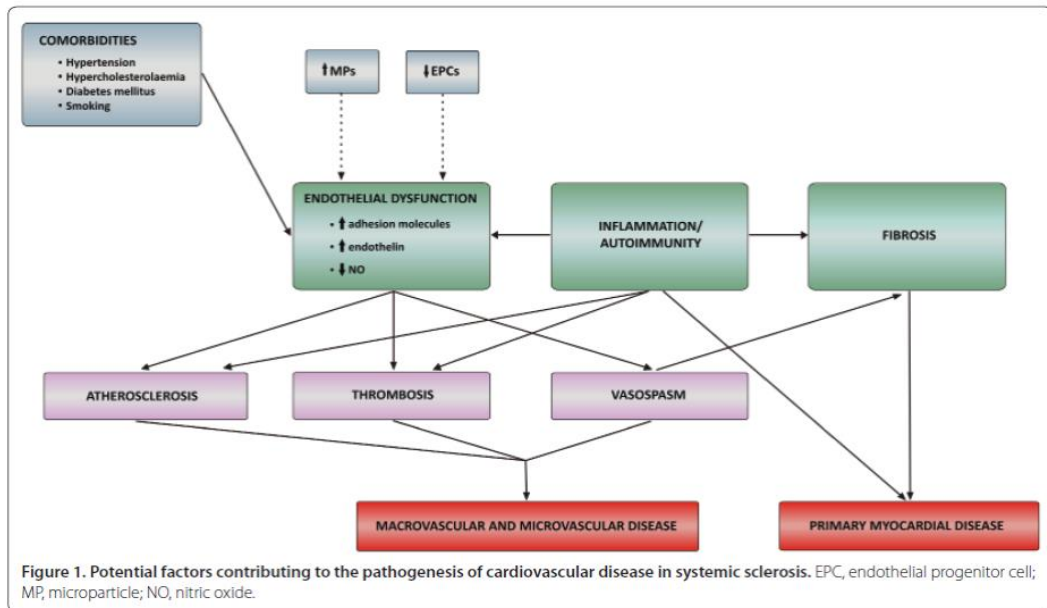 COMORBIDITIES
• Hypertension
• Hypercholesterolaemia
• Diabetes mellitus
• Smoking
⬆MPs
⬇EPCs
ENDOTHELIAL DYSFUNCTION
• ⬆ adhesion molecules
• ⬆ endothelin
• ⬇ NO
INFLAMMATION/
AUTOIMMUNITY
FIBROSIS
ATHEROSCLEROSIS
THROMBOSIS
VASOSPASM
MACROVASCULAR AND MICROVASCULAR DISEASE
PRIMARY MYOCARDIAL DISEASE
Figure 1. Potential factors contributing to the pathogenesis of cardiovascular disease in systemic sclerosis. EPC, endothelial progenitor cell;
MP, microparticle; NO, nitric oxide.